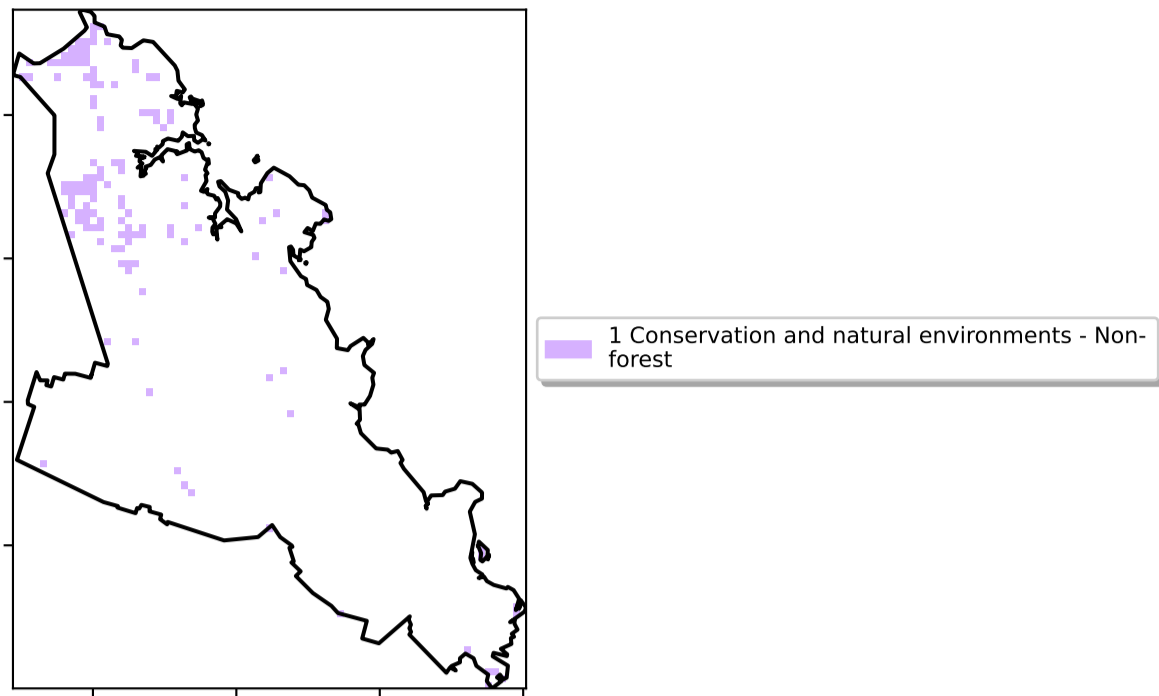 1 Conservation and natural environments - Non-
forest